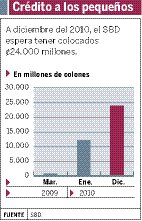 Crédito a los pequeños
A diciembre del 2010, el SBD
espera tener colocados
¢24.000 millones.
En millones de colones
30.000
25.000
20.000
15.000
10.000
5.000
0
Mar. Ene. Dic.
2009 2010
FUENTE SBD.